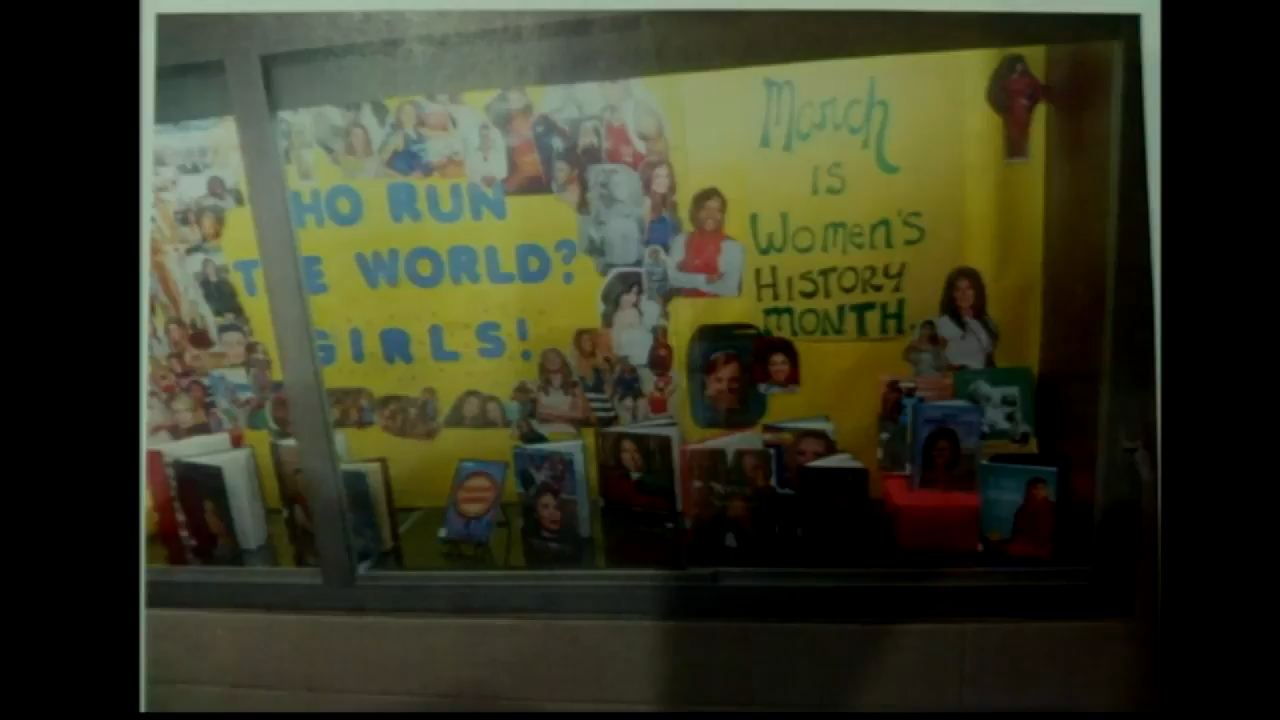 HO RUN
T E WORLD?
GIRLS!
March
IS
Women's
HISTORY
MONTH.